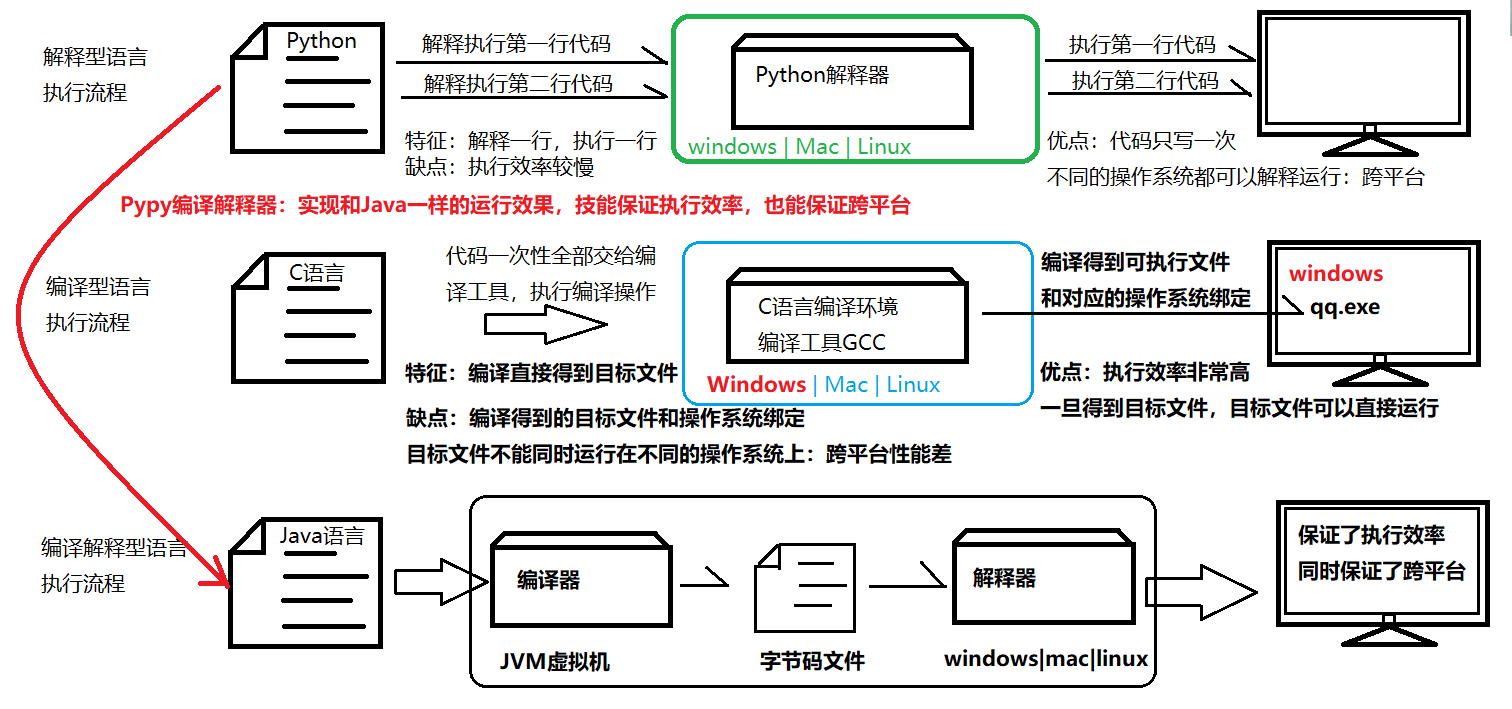 解释型语言
执行流程
Python
解释执行第一行代码
解释执行第二行代码
特征：解释一行，执行一行
缺点：执行效率较慢
Python解释器
windows | Mac | Linux
执行第一行代码
执行第二行代码
优点：代码只写一次
不同的操作系统都可以解释运行：跨平台
Pypy编译解释器：实现和Java一样的运行效果，技能保证执行效率，也能保证跨平台
编译型语言
执行流程
C语言
代码一次性全部交给编
译工具，执行编译操作
特征：编译直接得到目标文件
缺点：编译得到的目标文件和操作系统绑定
目标文件不能同时运行在不同的操作系统上：跨平台性能差
C语言编译环境
编译工具GCC
Windows | Mac | Linux
编译得到可执行文件
和对应的操作系统绑定
windows
qq.exe
优点：执行效率非常高
一旦得到目标文件，目标文件可以直接运行
编译解释型语言
执行流程
Java语言
编译器
JVM虚拟机
字节码文件
解释器
windows|mac|linux
保证了执行效率
同时保证了跨平台